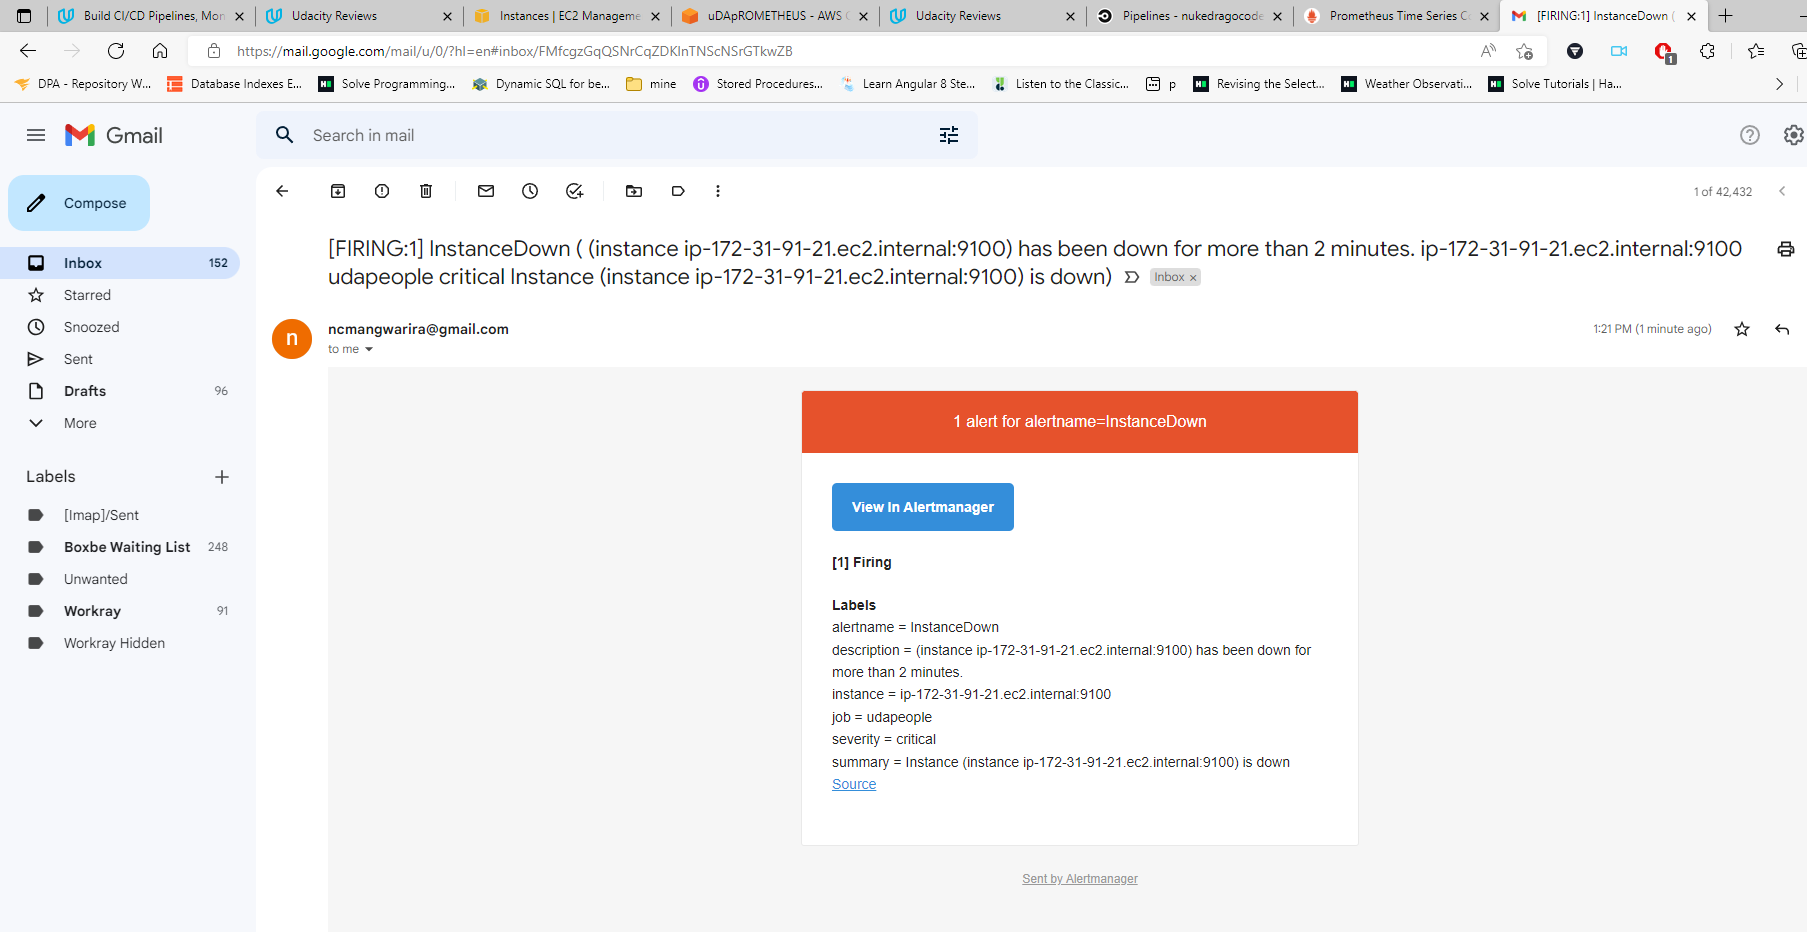 Build CI/CD Pipelines, Mon
Udacity Reviews
Instances | EC2 Manageme
uDApROMETHEUS - AWS
Udacity Reviews
Pipelines - nukedragocode
Prometheus Time Series C
[FIRING:1] InstanceDown (
https://mail.google.com/mail/u/0/?hl=en#inbox/FMfcgzGqQSNrCqZDKlnTNScNSrGTkwZB
1
DPA - Repository W...
Database Indexes E...
Solve Programming...
Dynamic SQL for be...
mine
Stored Procedures...
Learn Angular 8 Ste...
Listen to the Classic...
p
Revising the Select...
Weather Observati...
Solve Tutorials | Ha...
Gmail
Search in mail
Compose
1 of 42,432
Inbox 152
Starred
Snoozed
Sent
Drafts 96
More
Labels
[Imap]/Sent
Boxbe Waiting List 248
Unwanted
Workray 91
Workray Hidden
[FIRING:1] InstanceDown ( (instance ip-172-31-91-21.ec2.internal:9100) has been down for more than 2 minutes. ip-172-31-91-21.ec2.internal:9100
udapeople critical Instance (instance ip-172-31-91-21.ec2.internal:9100) is down) Inbox ×
n
ncmangwarira@gmail.com
1:21 PM (1 minute ago)
to me
1 alert for alertname=InstanceDown
View In Alertmanager
[1] Firing
Labels
alertname = InstanceDown
description = (instance ip-172-31-91-21.ec2.internal:9100) has been down for
more than 2 minutes.
instance = ip-172-31-91-21.ec2.internal:9100
job = udapeople
severity = critical
summary = Instance (instance ip-172-31-91-21.ec2.internal:9100) is down
Source
Sent by Alertmanager